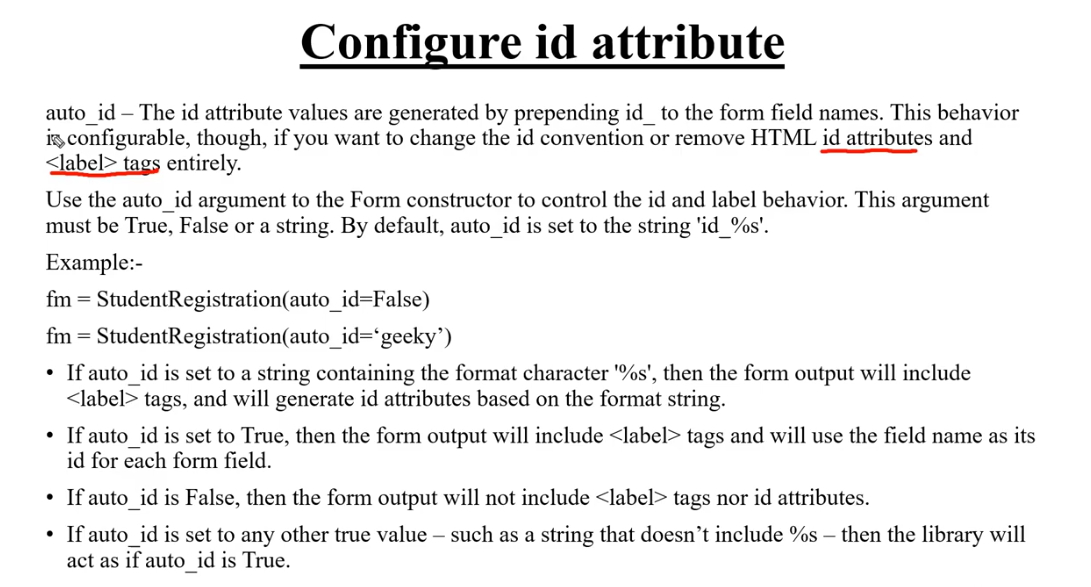 Configure id attribute
auto_id – The id attribute values are generated by prepending id_ to the form field names. This behavior
is configurable, though, if you want to change the id convention or remove HTML id attributes and
<label> tags entirely.
Use the auto_id argument to the Form constructor to control the id and label behavior. This argument
must be True, False or a string. By default, auto_id is set to the string 'id_%s'.
Example:-
fm = StudentRegistration(auto_id=False)
fm = StudentRegistration(auto_id=‘geeky’)
• If auto_id is set to a string containing the format character '%s', then the form output will include
<label> tags, and will generate id attributes based on the format string.
• If auto_id is set to True, then the form output will include <label> tags and will use the field name as its
id for each form field.
• If auto_id is False, then the form output will not include <label> tags nor id attributes.
• If auto_id is set to any other true value – such as a string that doesn’t include %s – then the library will
act as if auto_id is True.